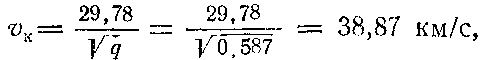 v_к = 29,78 / √q = 29,78 / √0,587 = 38,87 км/с,